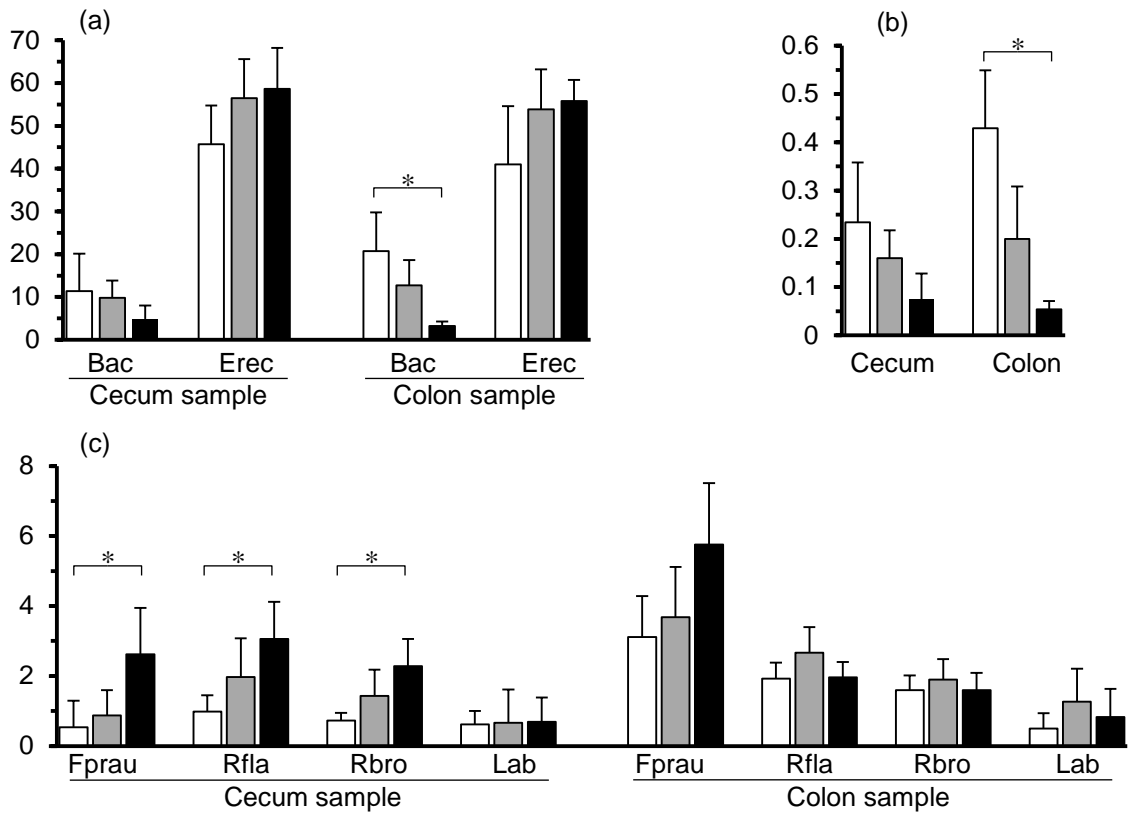 (a)
70
60
50
40
30
20
10
0
*
Bac Erec Bac Erec
Cecum sample Colon sample
(b)
0.6
0.5
0.4
0.3
0.2
0.1
0
*
Cecum Colon
(c)
8
6
4
2
0
* * *
Fprau Rfla Rbro Lab Fprau Rfla Rbro Lab
Cecum sample Colon sample